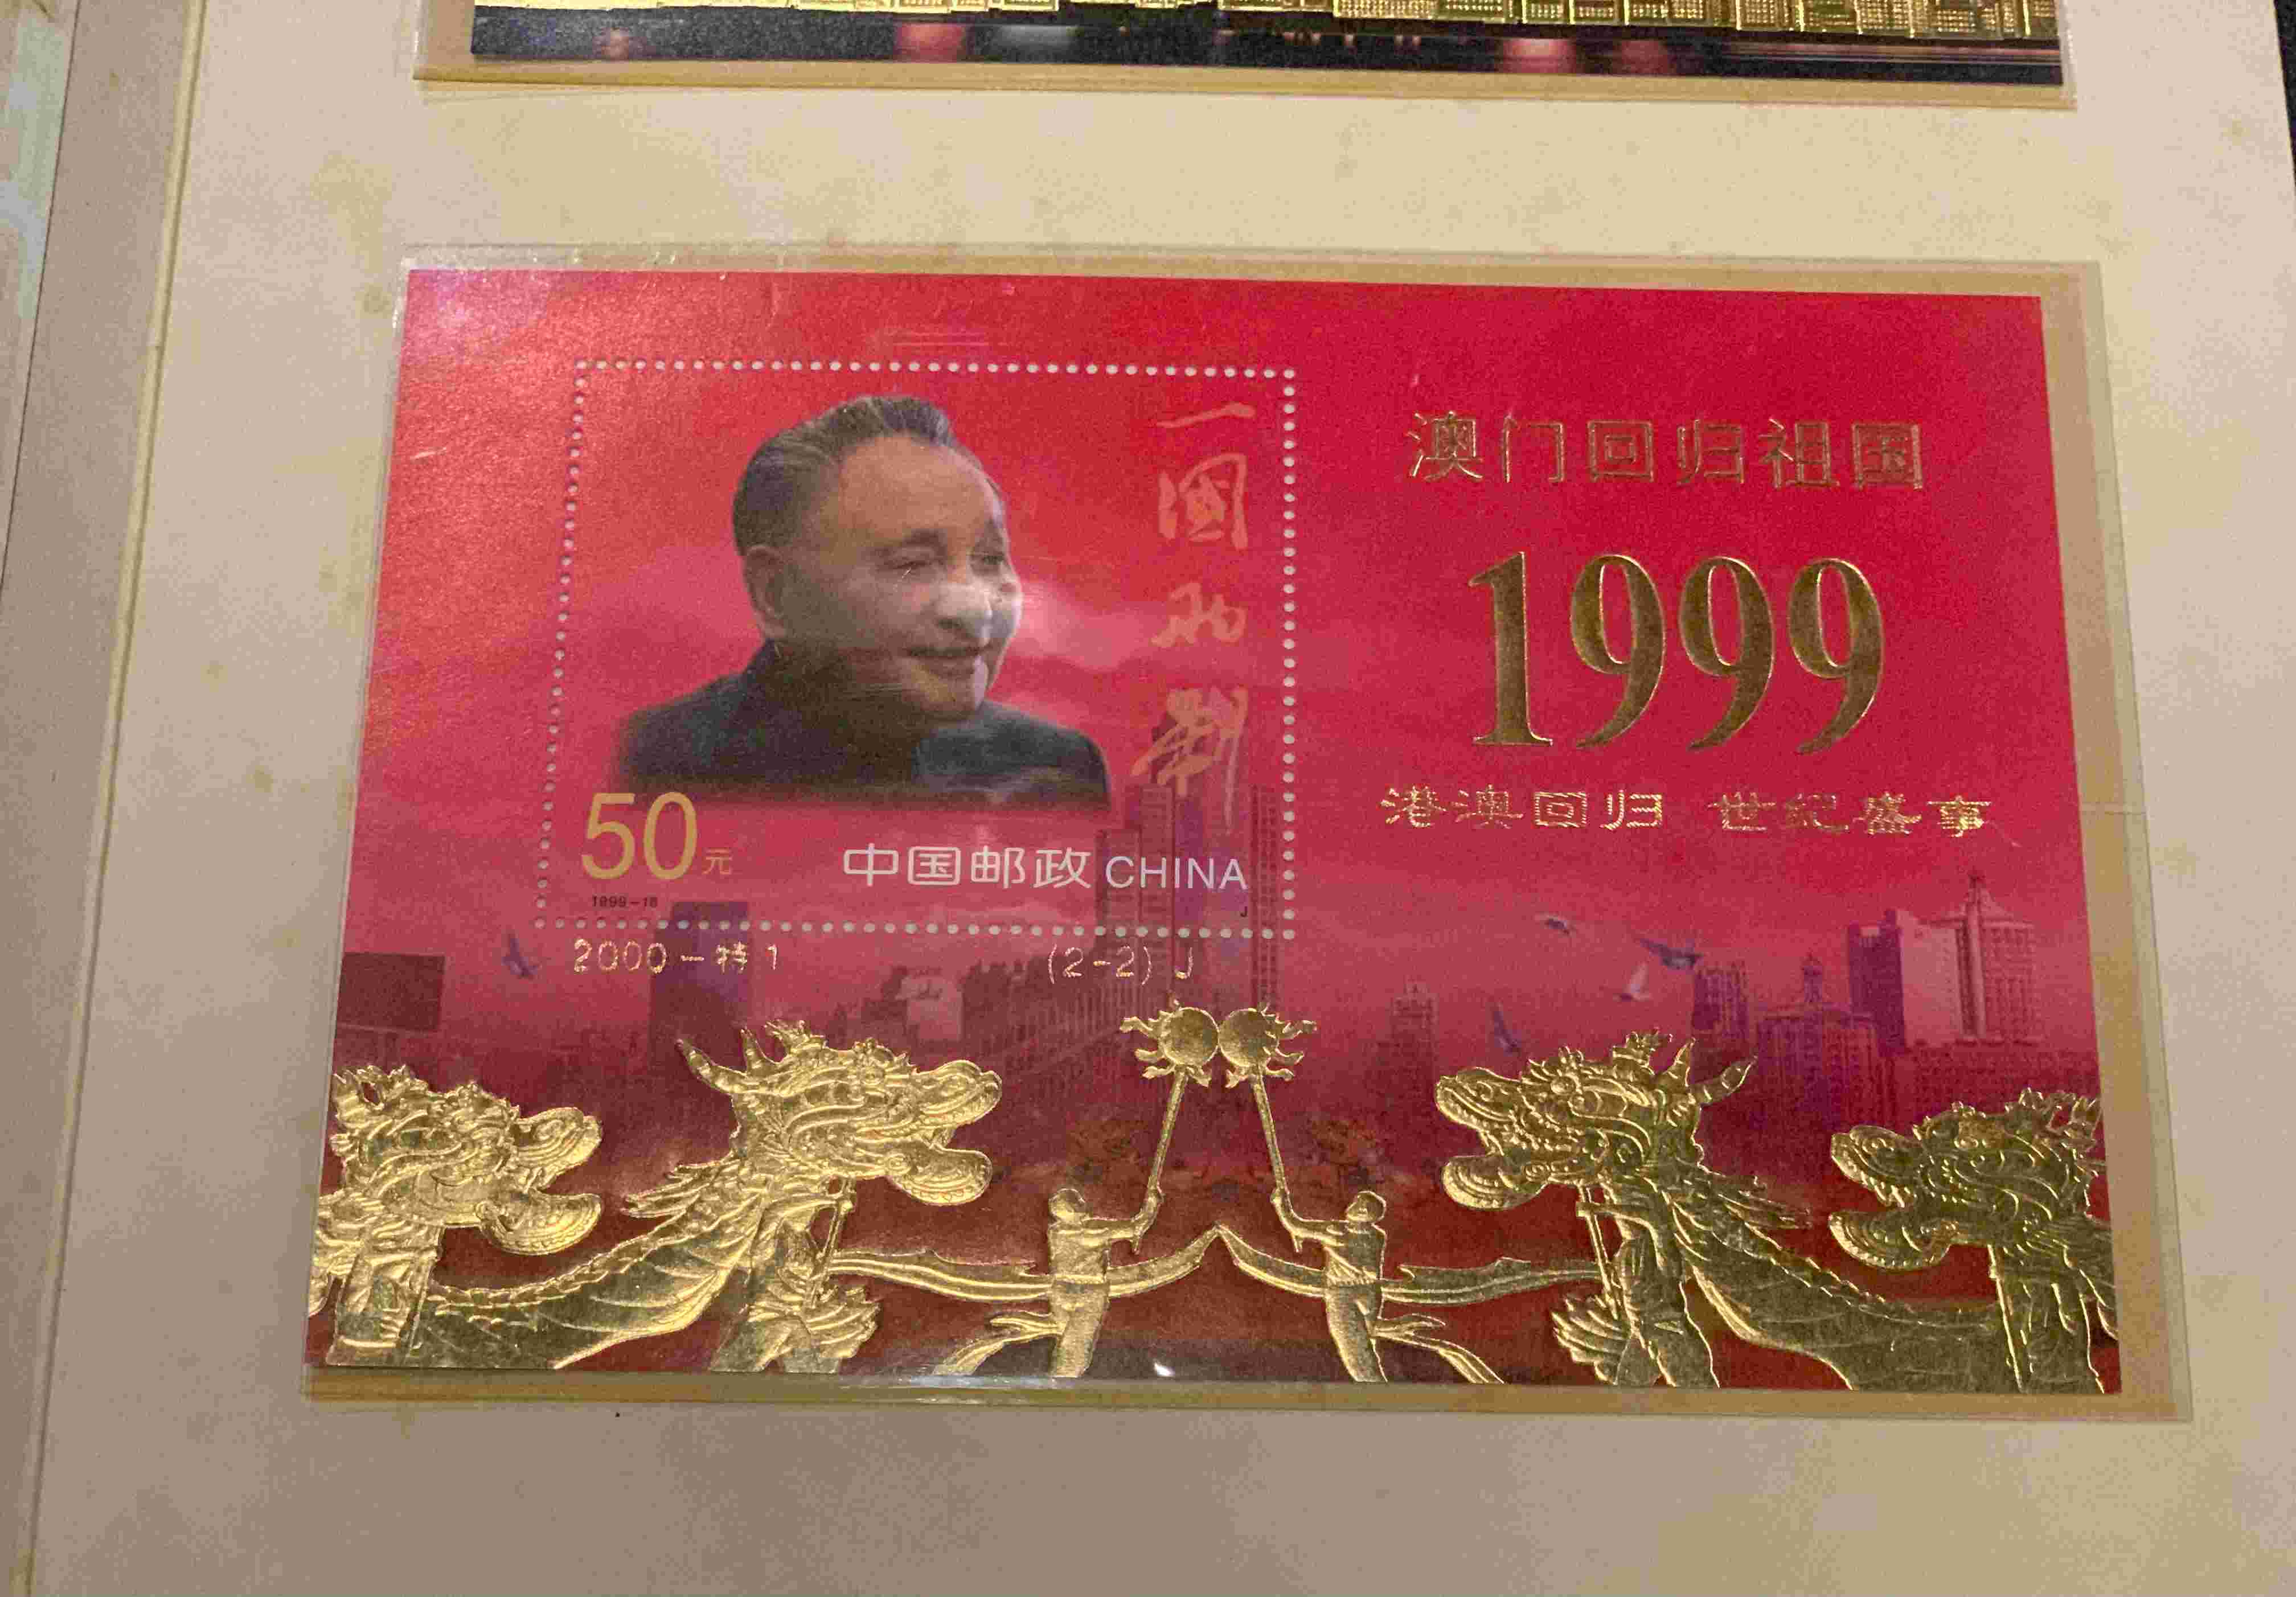 一國两制
澳门回归祖国
1999
港澳回归 世纪盛事
50元
中国邮政 CHINA
1999-18
J
2000-特1
(2-2) J